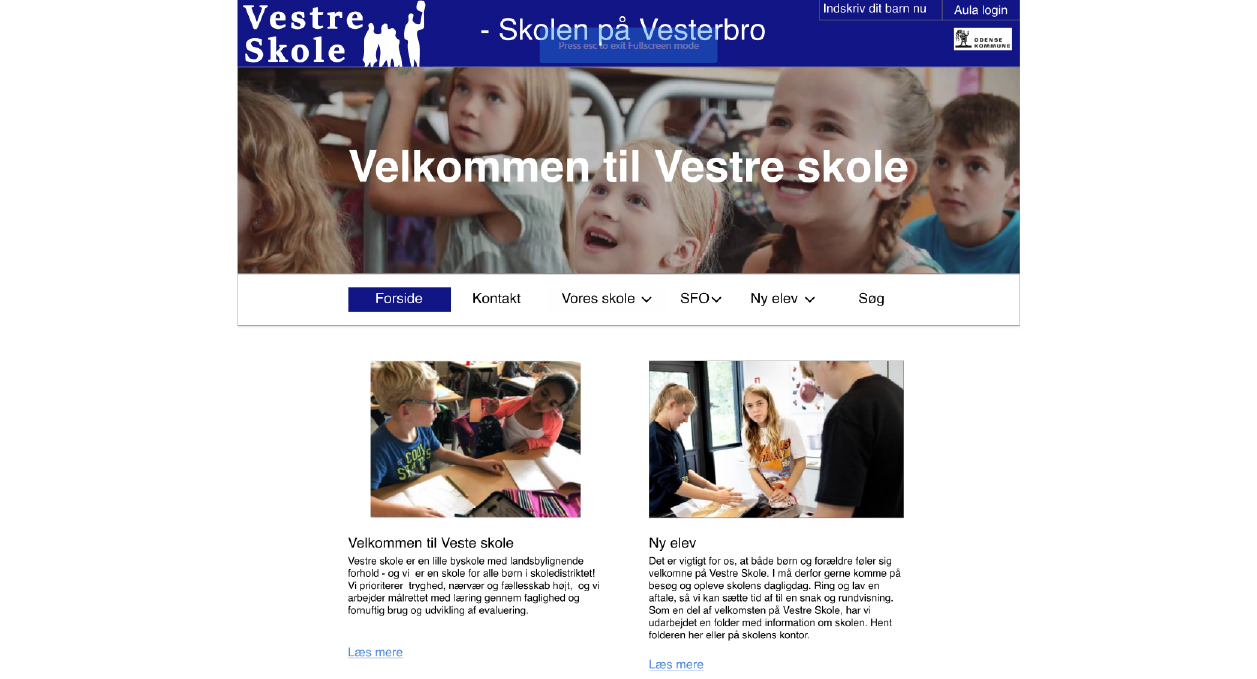 Vestre
Skole
- Skolen på Vesterbro
Press esc to exit Fullscreen mode
Indskriv dit barn nu
Aula login
ODENSE
KOMMUNE
Velkommen til Vestre skole
Forside
Kontakt
Vores skole
SFO
Ny elev
Søg
Velkommen til Veste skole
Vestre skole er en lille byskole med landsbylignende
forhold - og vi er en skole for alle børn i skoledistriktet!
Vi prioriterer tryghed, nærvær og fællesskab højt, og vi
arbejder målrettet med læring gennem faglighed og
fornuftig brug og udvikling af evaluering.
Læs mere
Ny elev
Det er vigtigt for os, at både børn og forældre føler sig
velkomne på Vestre Skole. I må derfor gerne komme på
besøg og opleve skolens dagligdag. Ring og lav en
aftale, så vi kan sætte tid af til en snak og rundvisning.
Som en del af velkomsten på Vestre Skole, har vi
udarbejdet en folder med information om skolen. Hent
folderen her eller på skolens kontor.
Læs mere